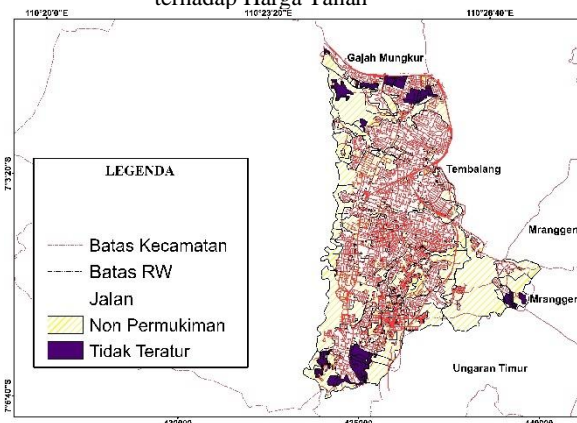 terhadap Harga Tanah
110°20'0"E 110°23'20"E 110°26'40"E
Gajah Mungkur
7°3'20"S
LEGENDA
Tembalang
Mranggen
Batas Kecamatan
Batas RW
Jalan
Mranggen
Non Permukiman
Tidak Teratur
Ungaran Timur
7°6'40"S